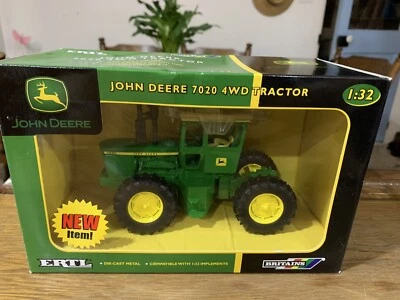 ERTL
JOHN DEERE 7020 4WD TRACTOR
1:32
JOHN DEERE
NEW
Item!
ERTL
• DIE-CAST METAL
• COMPATIBLE WITH 1:32 IMPLEMENTS
BRITAINS